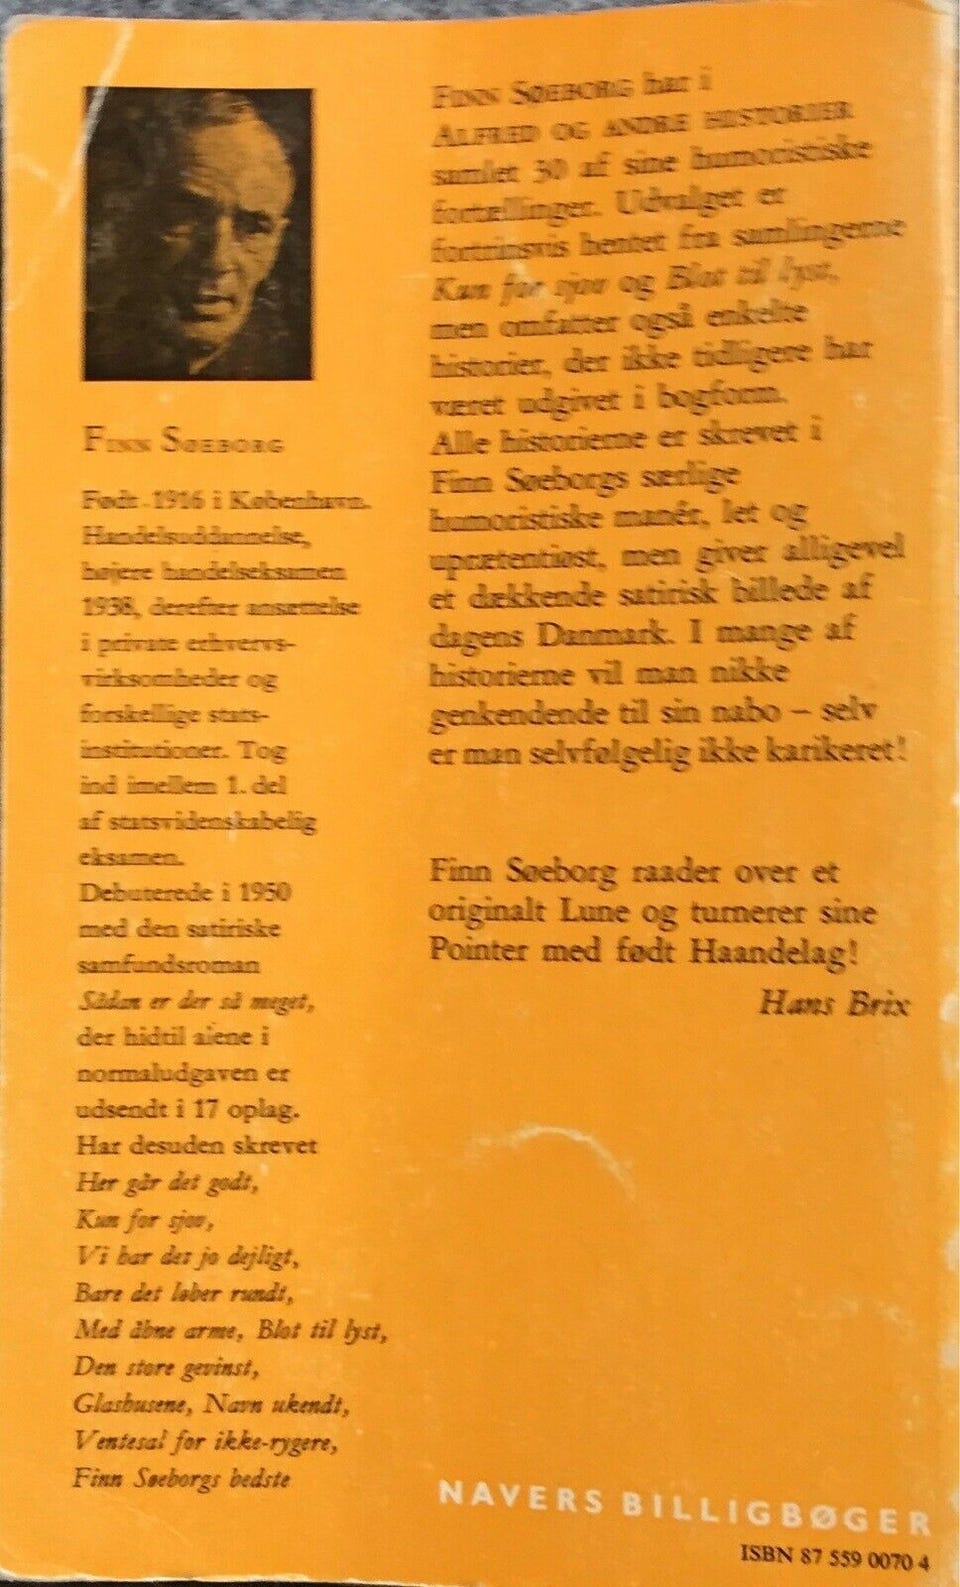 FINN SØEBORG
Født 1916 i København.
Handelsuddannelse,
højere handelseksamen
1938, derefter ansættelse
i private erhvervs-
virksomheder og
forskellige stats-
institutioner. Tog
ind imellem 1. del
af statsvidenskabelig
eksamen.
Debuterede i 1950
med den satiriske
samfundsroman
Sådan er der så meget,
der hidtil alene i
normaludgaven er
udsendt i 17 oplag.
Har desuden skrevet
Her går det godt,
Kun for sjov,
Vi har det jo dejligt,
Bare det løber rundt,
Med åbne arme, Blot til lyst,
Den store gevinst,
Glashusene, Navn ukendt,
Ventesal for ikke-rygere,
Finn Søeborgs bedste
FINN SØEBORG har i
ALFRED OG ANDRE HISTORIER
samlet 30 af sine humoristiske
fortællinger. Udvalget er
fortrinsvis hentet fra samlingerne
Kun for sjov og Blot til lyst,
men omfatter også enkelte
historier, der ikke tidligere har
været udgivet i bogform.
Alle historierne er skrevet i
Finn Søeborgs særlige
humoristiske manér, let og
uprætentiøst, men giver alligevel
et dækkende satirisk billede af
dagens Danmark. I mange af
historierne vil man nikke
genkendende til sin nabo – selv
er man selvfølgelig ikke karikeret!
Finn Søeborg raader over et
originalt Lune og turnerer sine
Pointer med født Haandelag!
Hans Brix
NAVERS BILLIGBØGER
ISBN 87 559 0070 4